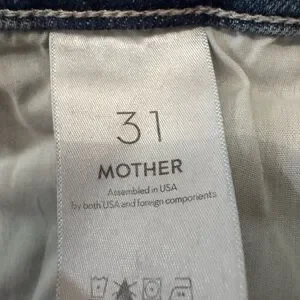 31
MOTHER
Assembled in USA
by both USA and foreign components